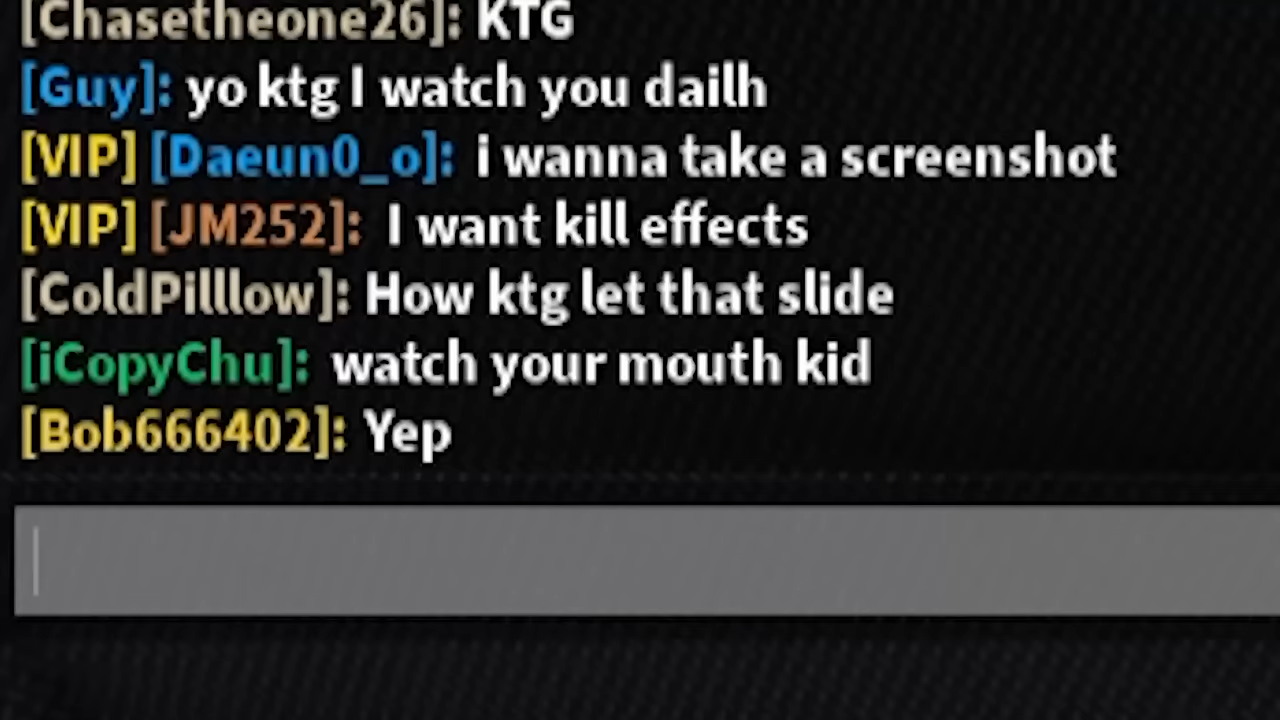 [Chasetheone26]: KTG
[Guy]: yo ktg I watch you dailh
[VIP] [Daeun0_o]: i wanna take a screenshot
[VIP] [JM252]: I want kill effects
[ColdPilllow]: How ktg let that slide
[iCopyChu]: watch your mouth kid
[Bob666402]: Yep